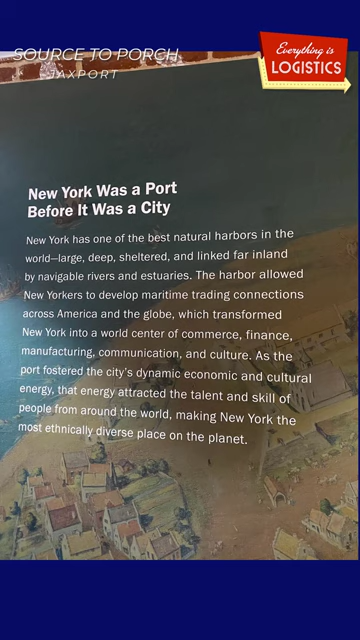 SOURCE TO PORCH
JAXPORT
Everything is
LOGISTICS
New York Was a Port
Before It Was a City
New York has one of the best natural harbors in the
world—large, deep, sheltered, and linked far inland
by navigable rivers and estuaries. The harbor allowed
New Yorkers to develop maritime trading connections
across America and the globe, which transformed
New York into a world center of commerce, finance,
manufacturing, communication, and culture. As the
port fostered the city's dynamic economic and cultural
energy, that energy attracted the talent and skill of
people from around the world, making New York the
most ethnically diverse place on the planet.